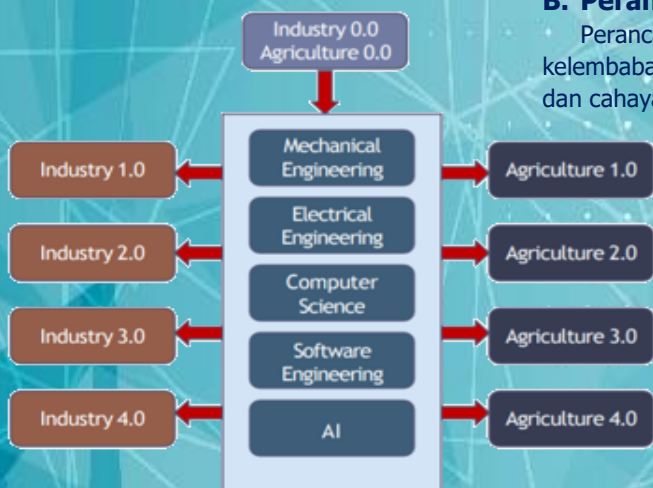 Industry 0.0
Agriculture 0.0
B.
kelembaba
dan cahaya
Mechanical
Engineering
Electrical
Engineering
Computer
Science
Software
Engineering
AI
Industry 1.0
Industry 2.0
Industry 3.0
Industry 4.0
Agriculture 1.0
Agriculture 2.0
Agriculture 3.0
Agriculture 4.0